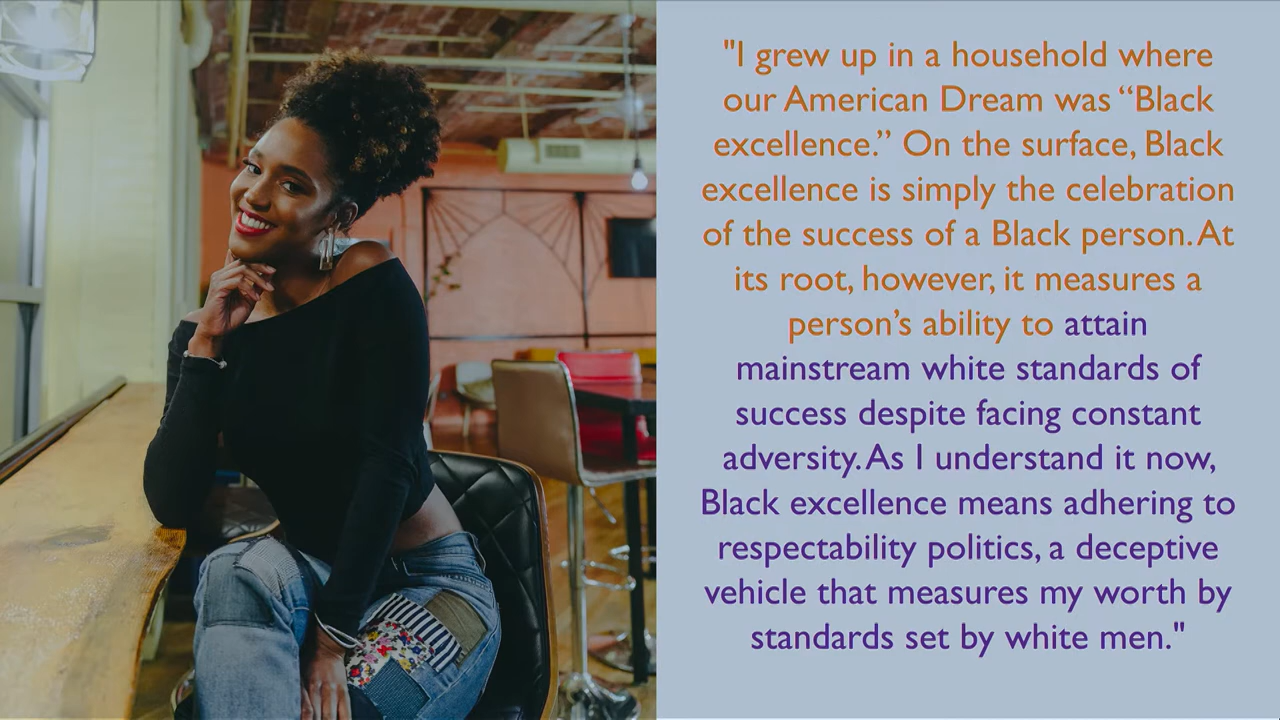 "I grew up in a household where
our American Dream was “Black
excellence.” On the surface, Black
excellence is simply the celebration
of the success of a Black person. At
its root, however, it measures a
person’s ability to attain
mainstream white standards of
success despite facing constant
adversity. As I understand it now,
Black excellence means adhering to
respectability politics, a deceptive
vehicle that measures my worth by
standards set by white men."